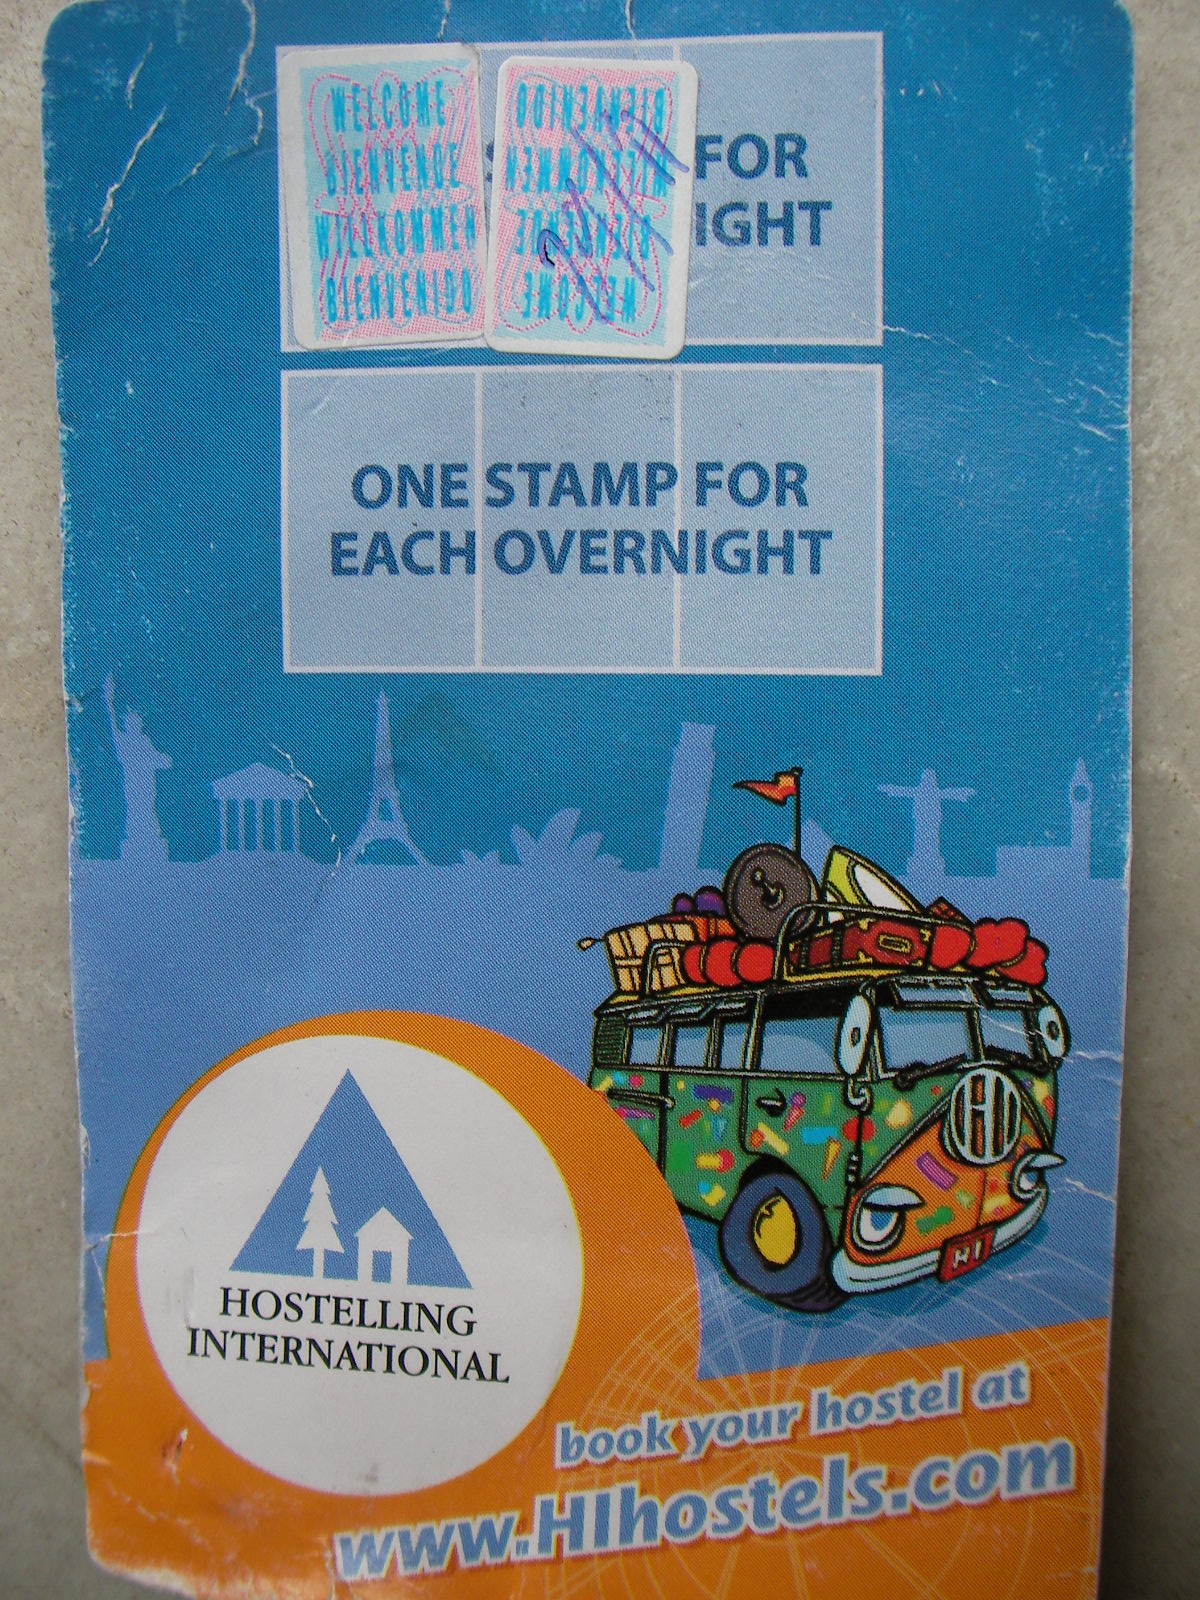 WELCOME
BIENVENUE
WILLKOMMEN
BIENVENIDO
WELCOME
BIENVENUE
WILLKOMMEN
BIENVENIDO
FOR
IGHT
ONE STAMP FOR
EACH OVERNIGHT
HI
HI
HOSTELLING
INTERNATIONAL
book your hostel at
www.HIhostels.com